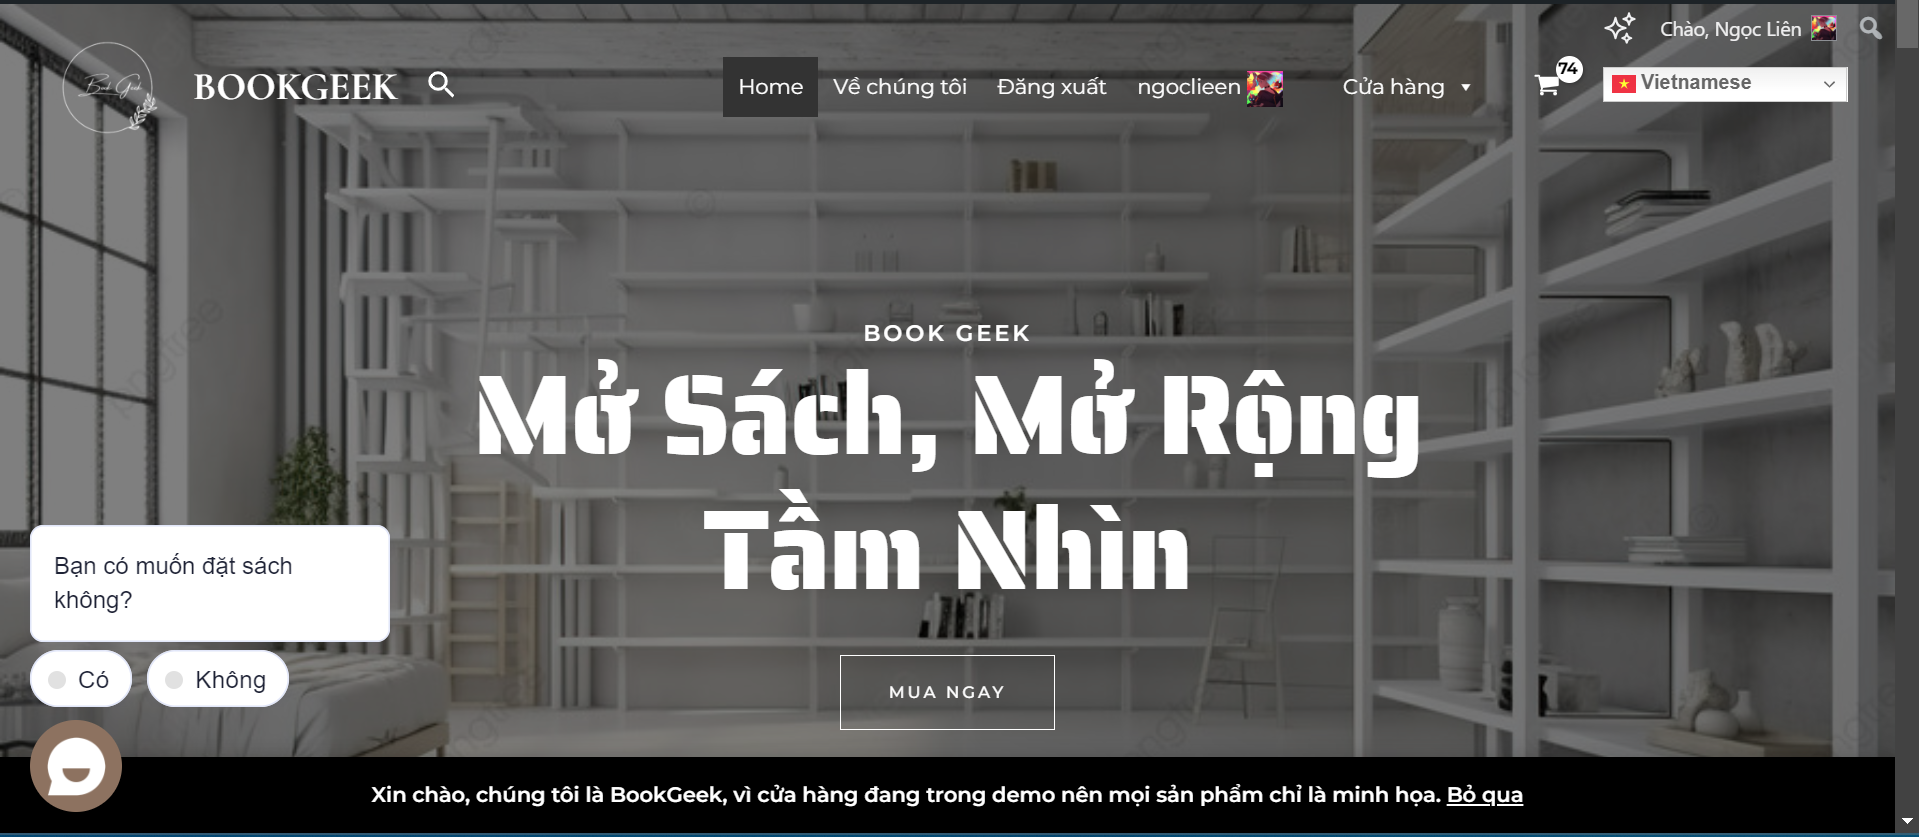 Chào, Ngọc Liên
Book Geek
BOOKGEEK
Home
Về chúng tôi
Đăng xuất
ngoclieen
Cửa hàng
74
Vietnamese
BOOK GEEK
Mở Sách, Mở Rộng
Tầm Nhìn
MUA NGAY
Bạn có muốn đặt sách
không?
Có
Không
Xin chào, chúng tôi là BookGeek, vì cửa hàng đang trong demo nên mọi sản phẩm chỉ là minh họa. Bỏ qua
pngtree